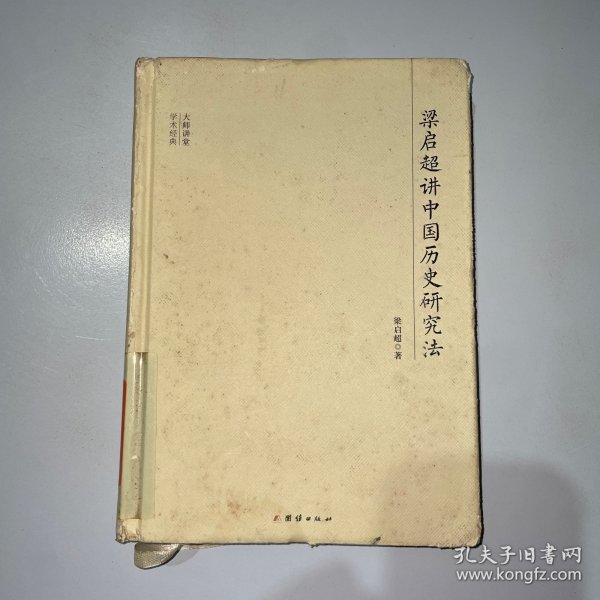 梁启超讲中国历史研究法
梁启超◎著
大师讲堂
学术经典
团结出版社
孔夫子旧书网
www.kongfz.com